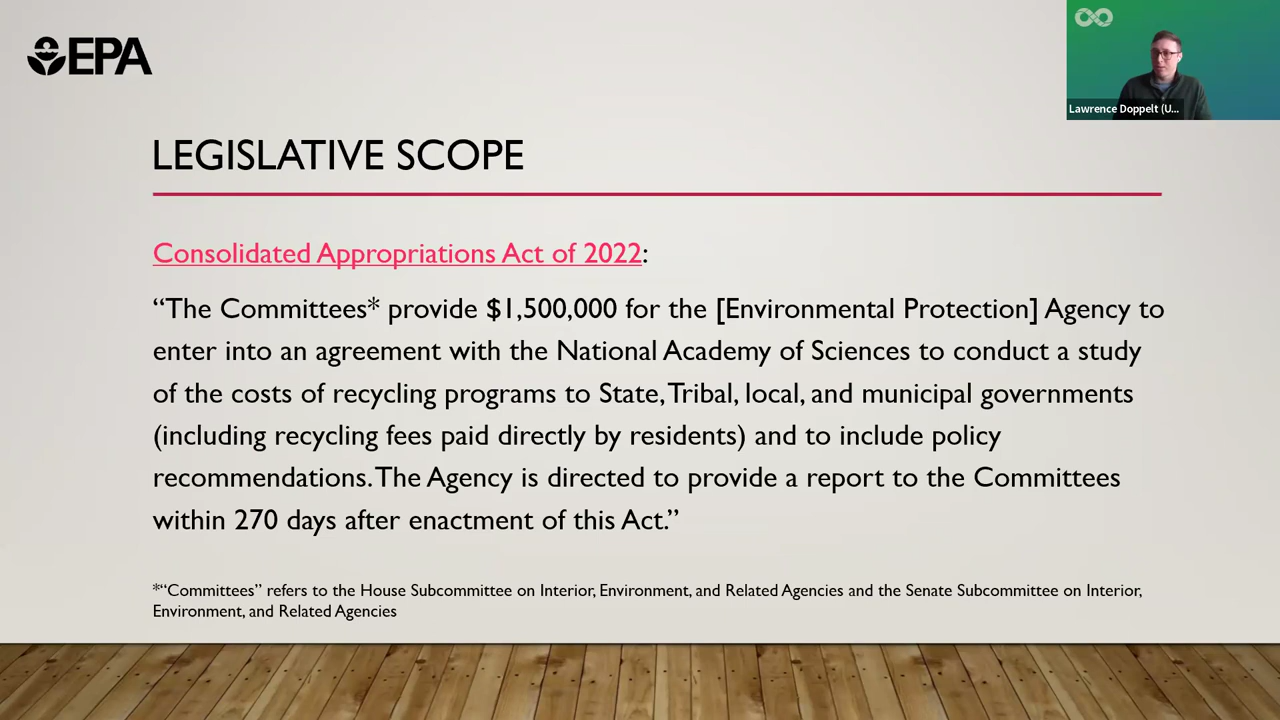 EPA
Lawrence Doppelt (U...
LEGISLATIVE SCOPE
Consolidated Appropriations Act of 2022:
“The Committees* provide $1,500,000 for the [Environmental Protection] Agency to
enter into an agreement with the National Academy of Sciences to conduct a study
of the costs of recycling programs to State, Tribal, local, and municipal governments
(including recycling fees paid directly by residents) and to include policy
recommendations. The Agency is directed to provide a report to the Committees
within 270 days after enactment of this Act.”
*“Committees” refers to the House Subcommittee on Interior, Environment, and Related Agencies and the Senate Subcommittee on Interior,
Environment, and Related Agencies